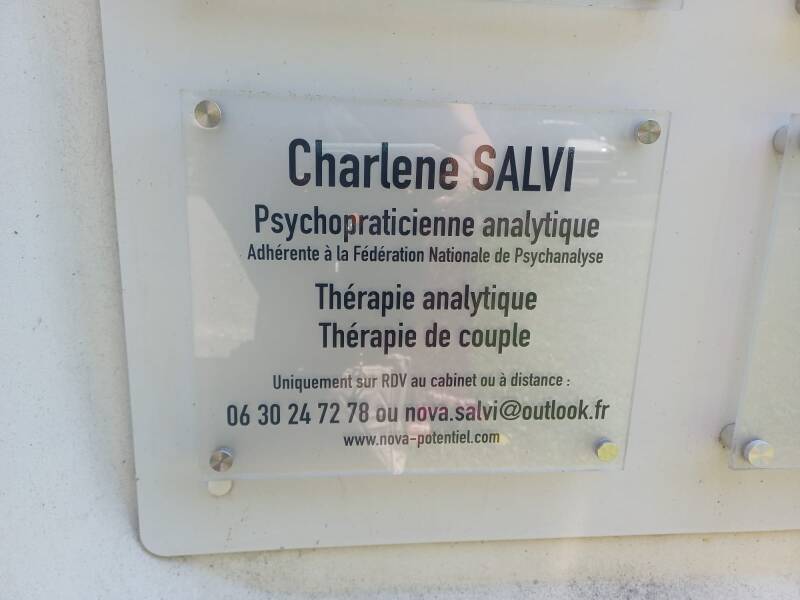 Charlene SALVI
Psychopraticienne analytique
Adhérente à la Fédération Nationale de Psychanalyse
Thérapie analytique
Thérapie de couple
Uniquement sur RDV au cabinet ou à distance :
06 30 24 72 78 ou nova.salvi@outlook.fr
www.nova-potentiel.com